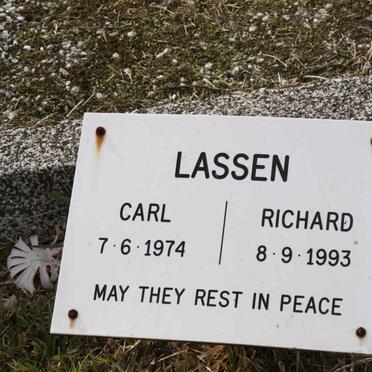 LASSEN
CARL RICHARD
7·6·1974 8·9·1993
MAY THEY REST IN PEACE